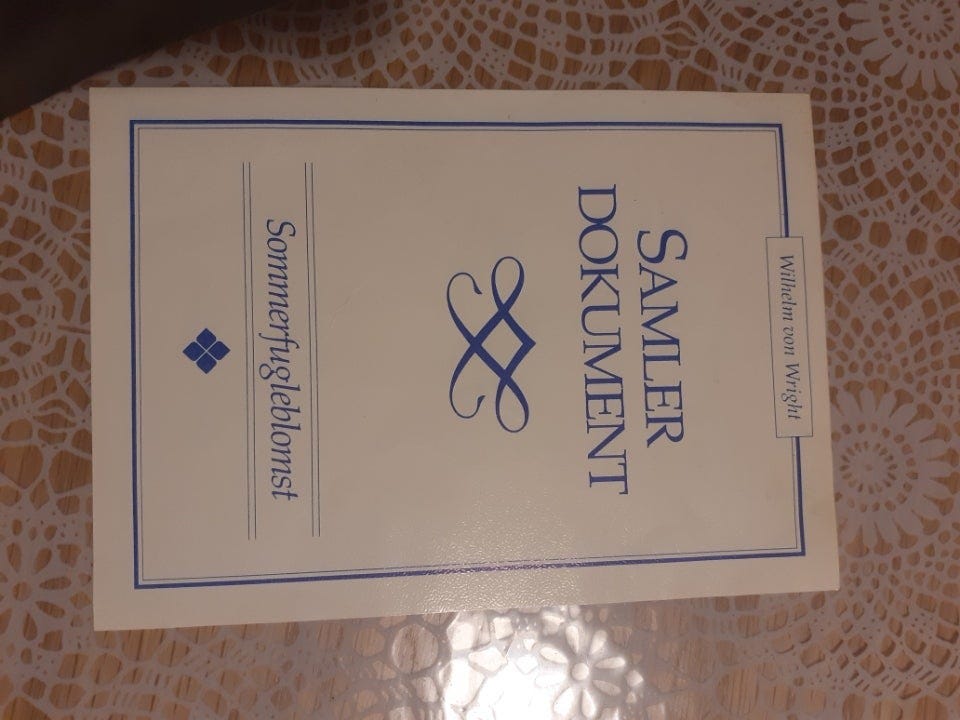 Wilhelm von Wright
SAMLER
DOKUMENT
Sommerfugleblomst